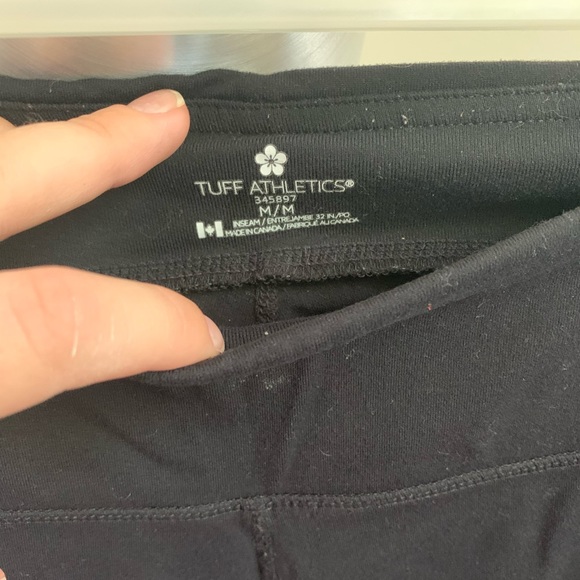 TUFF ATHLETICS®
345897
M/M
INSEAM / ENTREJAMBE 32 IN./PO.
MADE IN CANADA / FABRIQUÉ AU CANADA